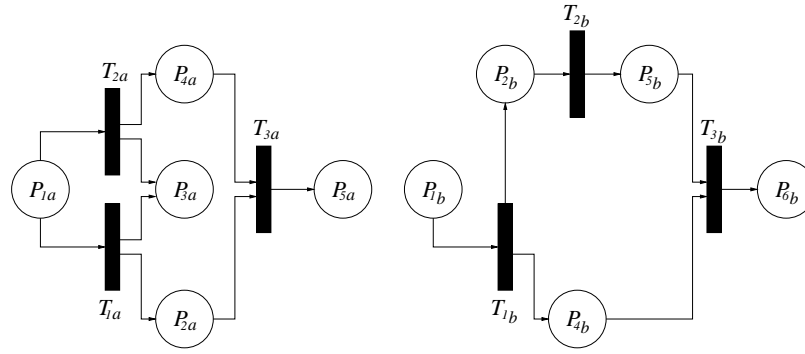 T2a
P4a
T3a
P1a
P3a
P5a
T1a
P2a
T2b
P2b
P5b
T3b
P1b
P6b
T1b
P4b